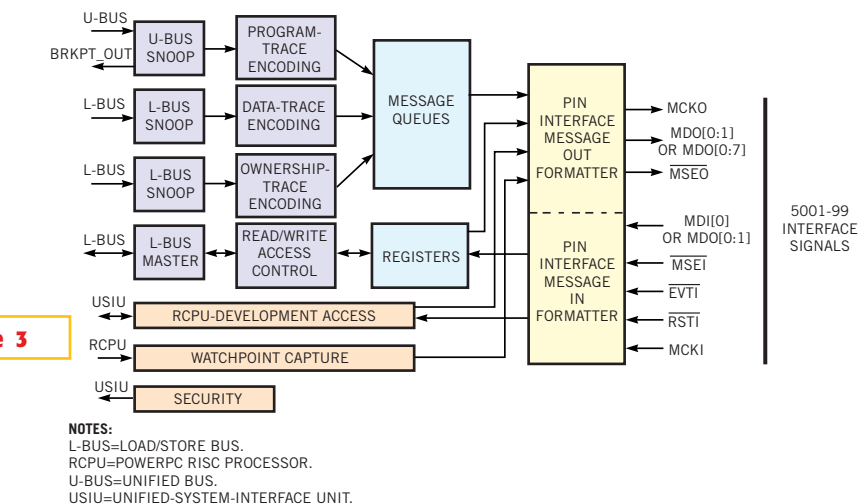 U-BUS
BRKPT_OUT
U-BUS
SNOOP
PROGRAM-
TRACE
ENCODING
L-BUS
L-BUS
SNOOP
DATA-TRACE
ENCODING
L-BUS
L-BUS
SNOOP
OWNERSHIP-
TRACE
ENCODING
MESSAGE
QUEUES
L-BUS
L-BUS
MASTER
READ/WRITE
ACCESS
CONTROL
REGISTERS
USIU
RCPU-DEVELOPMENT ACCESS
RCPU
WATCHPOINT CAPTURE
USIU
SECURITY
PIN
INTERFACE
MESSAGE
OUT
FORMATTER
PIN
INTERFACE
MESSAGE
IN
FORMATTER
MCKO
MDO[0:1]
OR MDO[0:7]
MSEO
MDI[0]
OR MDO[0:1]
MSEI
EVTI
RSTI
MCKI
5001-99
INTERFACE
SIGNALS
e 3
NOTES:
L-BUS=LOAD/STORE BUS.
RCPU=POWERPC RISC PROCESSOR.
U-BUS=UNIFIED BUS.
USIU=UNIFIED-SYSTEM-INTERFACE UNIT.